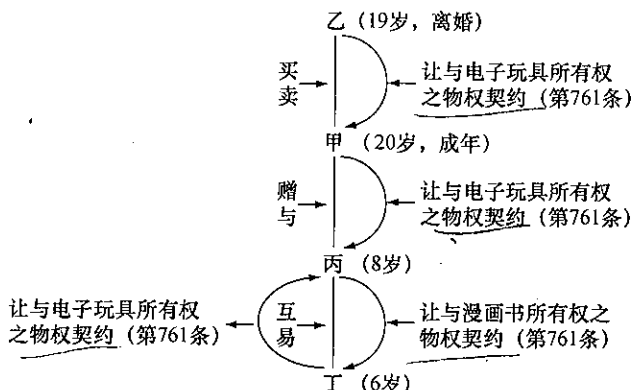 乙（19岁，离婚）
买卖
让与电子玩具所有权
之物权契约（第761条）
甲（20岁，成年）
赠与
让与电子玩具所有权
之物权契约（第761条）
丙（8岁）
让与电子玩具所有权
之物权契约（第761条）
互易
让与漫画书所有权之
物权契约（第761条）
丁（6岁）